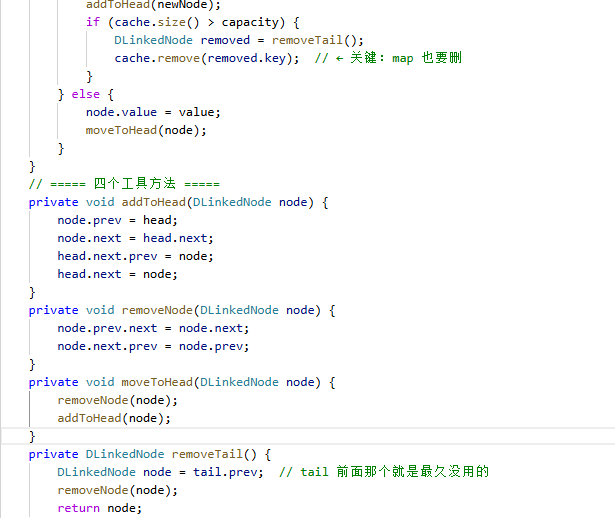 addToHead(newNode);
if (cache.size() > capacity) {
DLinkedNode removed = removeTail();
cache.remove(removed.key);  // ← 关键: map 也要删
}
} else {
node.value = value;
moveToHead(node);
}
}
// ===== 四个工具方法 =====
private void addToHead(DLinkedNode node) {
node.prev = head;
node.next = head.next;
head.next.prev = node;
head.next = node;
}
private void removeNode(DLinkedNode node) {
node.prev.next = node.next;
node.next.prev = node.prev;
}
private void moveToHead(DLinkedNode node) {
removeNode(node);
addToHead(node);
}
private DLinkedNode removeTail() {
DLinkedNode node = tail.prev;  // tail 前面那个就是最久没用的
removeNode(node);
return node;